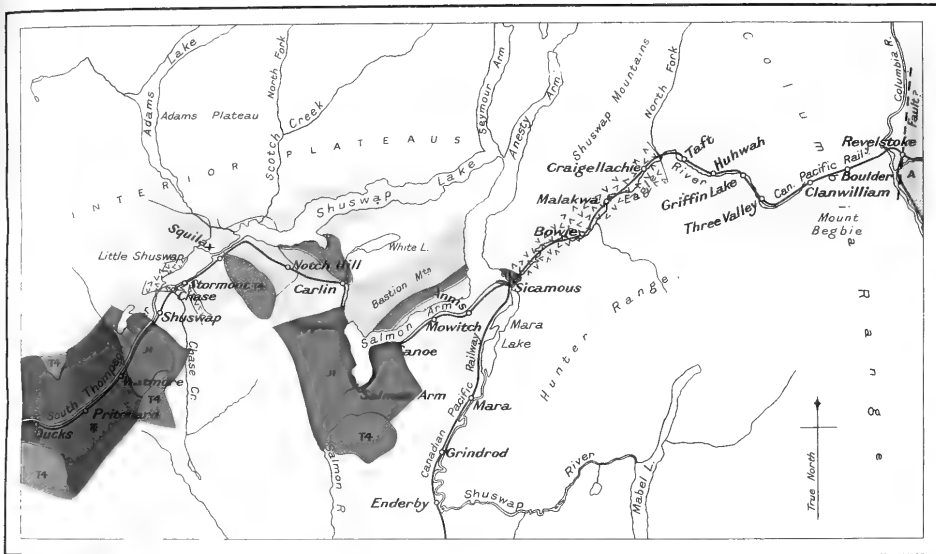 Adams Lake
Adams Plateau
North Fork
Scotch Creek
INTERIOR PLATEAUS
Seymour Arm
Anesty Arm
Shuswap Mountains
North Fork
Columbia Range
Columbia R.
Fault?
Revelstoke
A
Can. Pacific Rail.
Boulder
Clanwilliam
Mount
Begbie
Taft
Huhwah
Griffin Lake
Three Valley
Craigellachie
Eagle River
Malakwa
Bowie
Shuswap Lake
Squilax
Little Shuswap
White L.
Notch Hill
Carlin
T4
Bastion Mtn
Annis
Sicamous
Stormont
Chase
Shuswap
Salmon Arm
Mowitch
Canoe
Mara
Lake
Hunter Range
J1
T4
South Thompson
Chase Cr.
J1
Salmon Arm
T4
Pritchard
Ducks
T4
T4
Salmon R.
Canadian Pacific Railway
Mara
Grindrod
Enderby
Shuswap River
Mabel L.
True North